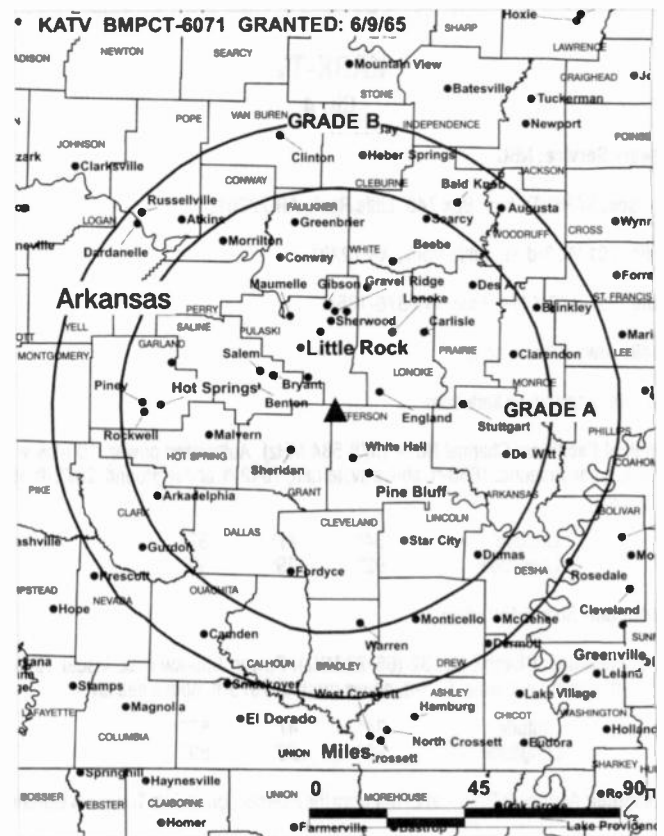 KATV BMPCT-6071 GRANTED: 6/9/65
Hoxie
SHARP
LAWRENCE
NEWTON
SEARCY
Mountain View
STONE
CRAIGHEAD
Batesville
Tuckerman
POPE
VAN BUREN
GRADE B
INDEPENDENCE
Newport
JOHNSON
Clinton
Heber Springs
JACKSON
Clarksville
CONWAY
CLEBURNE
Bald Knob
Russellville
LOGAN
Atkins
FAULKNER
Greenbrier
Searcy
Augusta
CROSS
Dardanelle
Morrilton
WHITE
Beebe
WOODRUFF
Conway
Maumelle
Gibson
Gravel Ridge
Des Arc
ST. FRANCIS
Arkansas
Lonoke
Brinkley
PERRY
Sherwood
Carlisle
YELL
SALINE
PULASKI
Little Rock
PRAIRIE
MONTGOMERY
GARLAND
Salem
LONOKE
Clarendon
LEE
Piney
Hot Springs
Bryant
MONROE
Benton
England
GRADE A
Rockwell
JEFFERSON
Stuttgart
PHILLIPS
Malvern
White Hall
HOT SPRING
Sheridan
De Witt
PIKE
GRANT
Pine Bluff
ARKANSAS
Arkadelphia
CLARK
LINCOLN
BOLIVAR
DALLAS
CLEVELAND
Star City
Gurdon
Dumas
DESHA
Prescott
Fordyce
Rosedale
NEVADA
OUACHITA
Hope
Monticello
McGehee
Cleveland
Camden
Warren
Dermott
CALHOUN
BRADLEY
DREW
Greenville
Stamps
Smackover
West Crossett
ASHLEY
Leland
Magnolia
Hamburg
Lake Village
El Dorado
CHICOT
WASHINGTON
COLUMBIA
North Crossett
UNION
Miles
Crossett
Eudora
SHARKEY
Springhill
Haynesville
0 45 90
BOSSIER
WEBSTER
CLAIBORNE
UNION
MOREHOUSE
Oak Grove
Homer
Farmerville
Bastrop